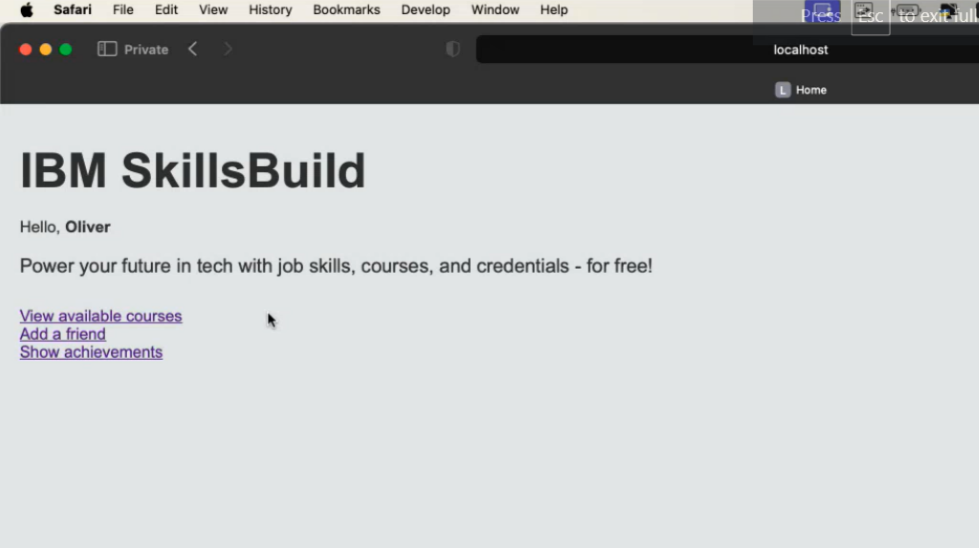 Safari File Edit View History Bookmarks Develop Window Help
Press Esc to exit full
Private localhost
L Home
IBM SkillsBuild
Hello, Oliver
Power your future in tech with job skills, courses, and credentials - for free!
View available courses
Add a friend
Show achievements